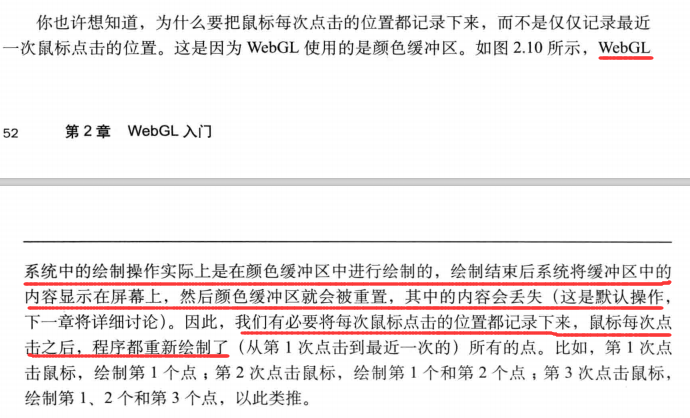 你也许想知道，为什么要把鼠标每次点击的位置都记录下来，而不是仅仅记录最近
一次鼠标点击的位置。这是因为 WebGL 使用的是颜色缓冲区。如图 2.10 所示，WebGL
52 第 2 章 WebGL 入门
系统中的绘制操作实际上是在颜色缓冲区中进行绘制的，绘制结束后系统将缓冲区中的
内容显示在屏幕上，然后颜色缓冲区就会被重置，其中的内容会丢失（这是默认操作，
下一章将详细讨论）。因此，我们有必要将每次鼠标点击的位置都记录下来，鼠标每次点
击之后，程序都重新绘制了（从第 1 次点击到最近一次的）所有的点。比如，第 1 次点
击鼠标，绘制第 1 个点；第 2 次点击鼠标，绘制第 1 个和第 2 个点；第 3 次点击鼠标，
绘制第 1、2 个和第 3 个点，以此类推。